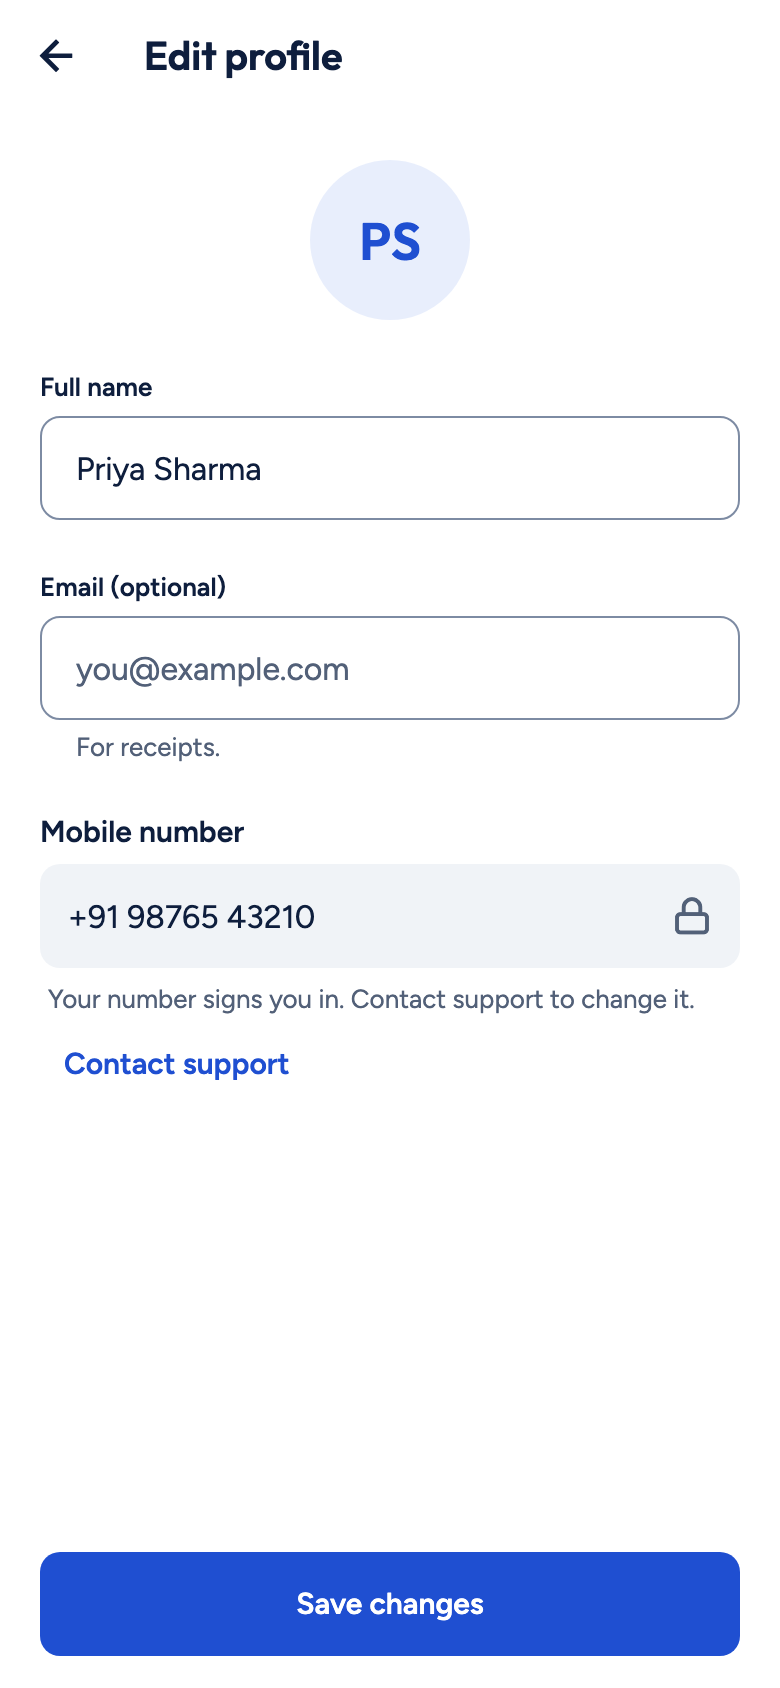 Edit profile
PS
Full name
Priya Sharma
Email (optional)
you@example.com
For receipts.
Mobile number
+91 98765 43210
Your number signs you in. Contact support to change it.
Contact support
Save changes